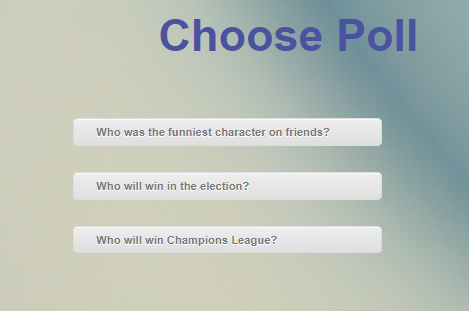 Choose Poll
Who was the funniest character on friends?
Who will win in the election?
Who will win Champions League?